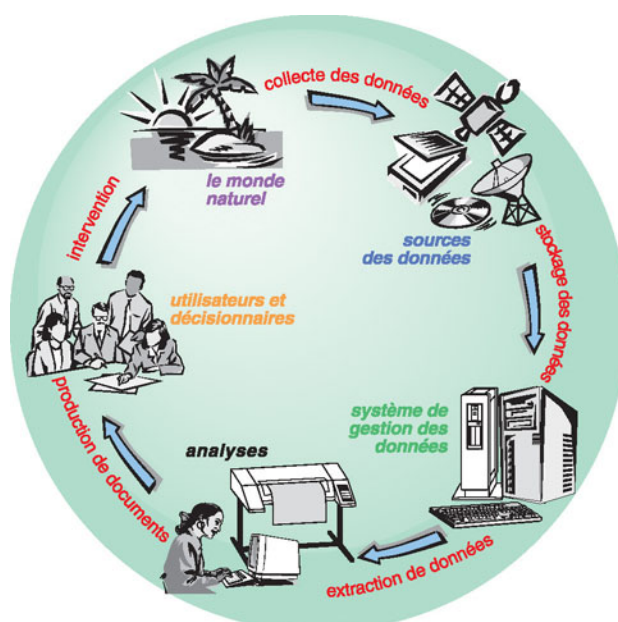 collecte des données
le monde
naturel
sources
des données
stockage des données
système de
gestion des
données
extraction de données
analyses
production de documents
utilisateurs et
décisionnaires
intervention